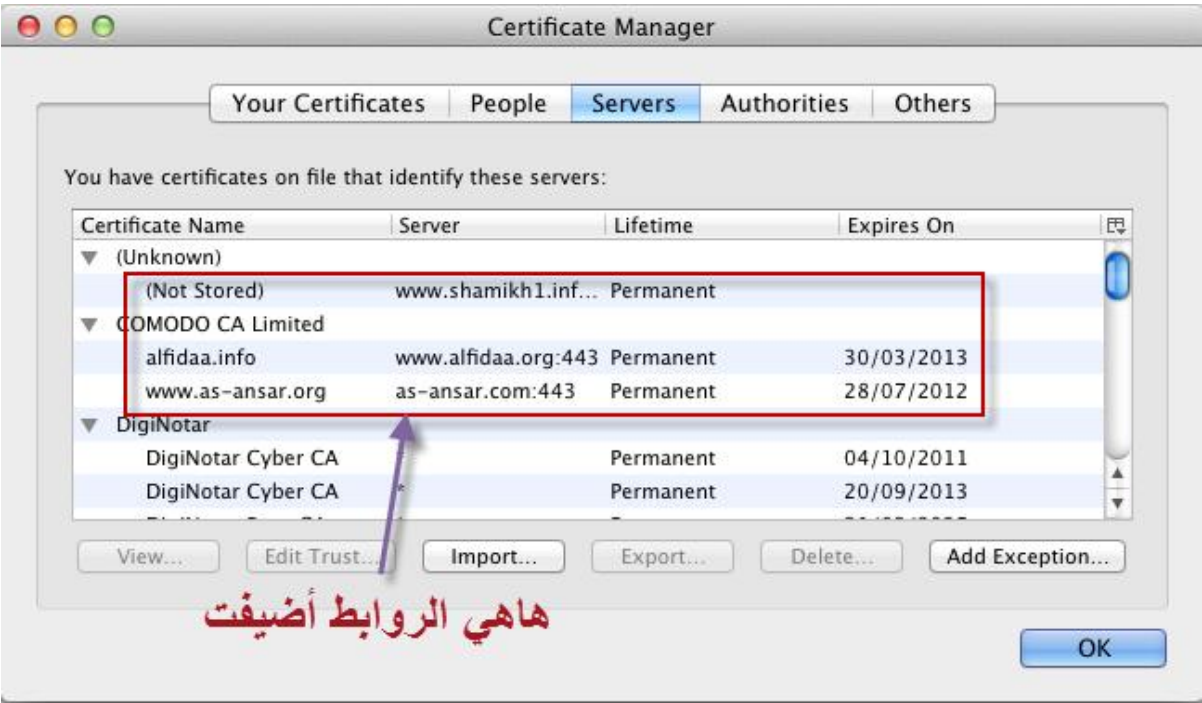 Certificate Manager
Your Certificates People Servers Authorities Others
You have certificates on file that identify these servers:
Certificate Name Server Lifetime Expires On
(Unknown)
(Not Stored) www.shamikh1.inf... Permanent
COMODO CA Limited
alfidaa.info www.alfidaa.org:443 Permanent 30/03/2013
www.as-ansar.org as-ansar.com:443 Permanent 28/07/2012
DigiNotar
DigiNotar Cyber CA * Permanent 04/10/2011
DigiNotar Cyber CA * Permanent 20/09/2013
View... Edit Trust... Import... Export... Delete... Add Exception...
هاهي الروابط أضيفت
OK